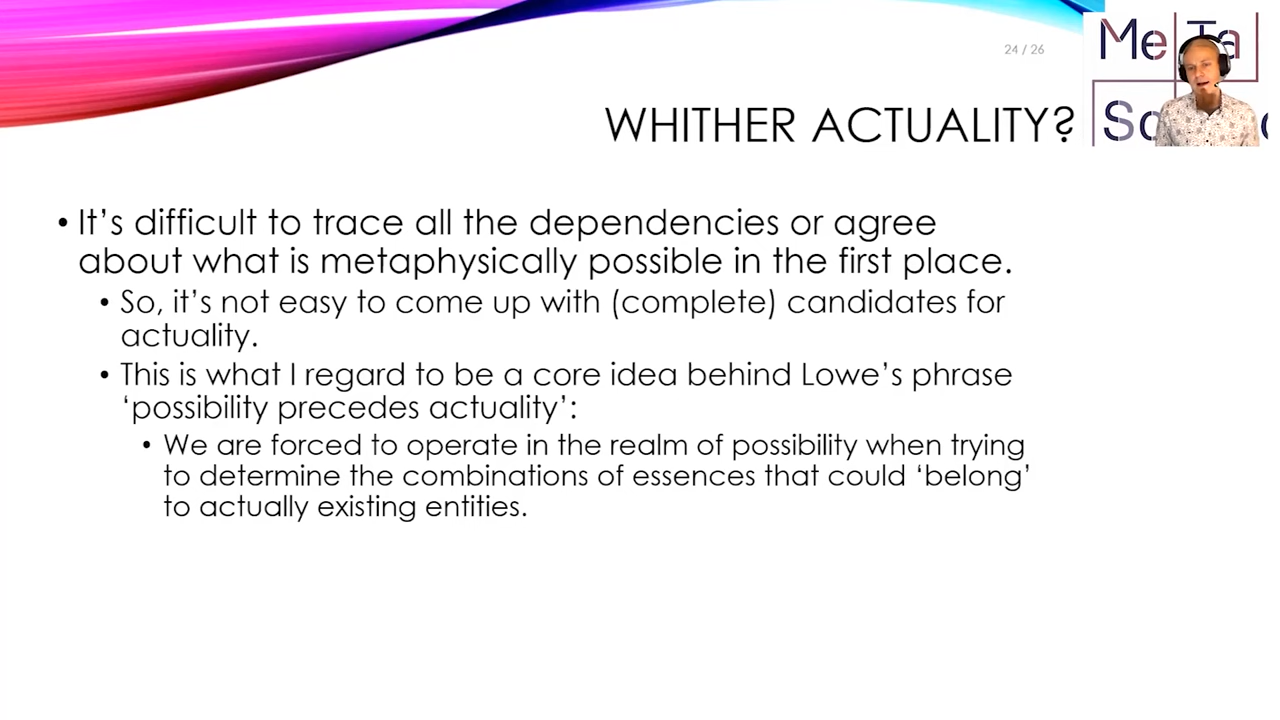 24 / 26
Me Ta
WHITHER ACTUALITY?
• It's difficult to trace all the dependencies or agree
about what is metaphysically possible in the first place.
• So, it's not easy to come up with (complete) candidates for
actuality.
• This is what I regard to be a core idea behind Lowe's phrase
'possibility precedes actuality':
• We are forced to operate in the realm of possibility when trying
to determine the combinations of essences that could 'belong'
to actually existing entities.